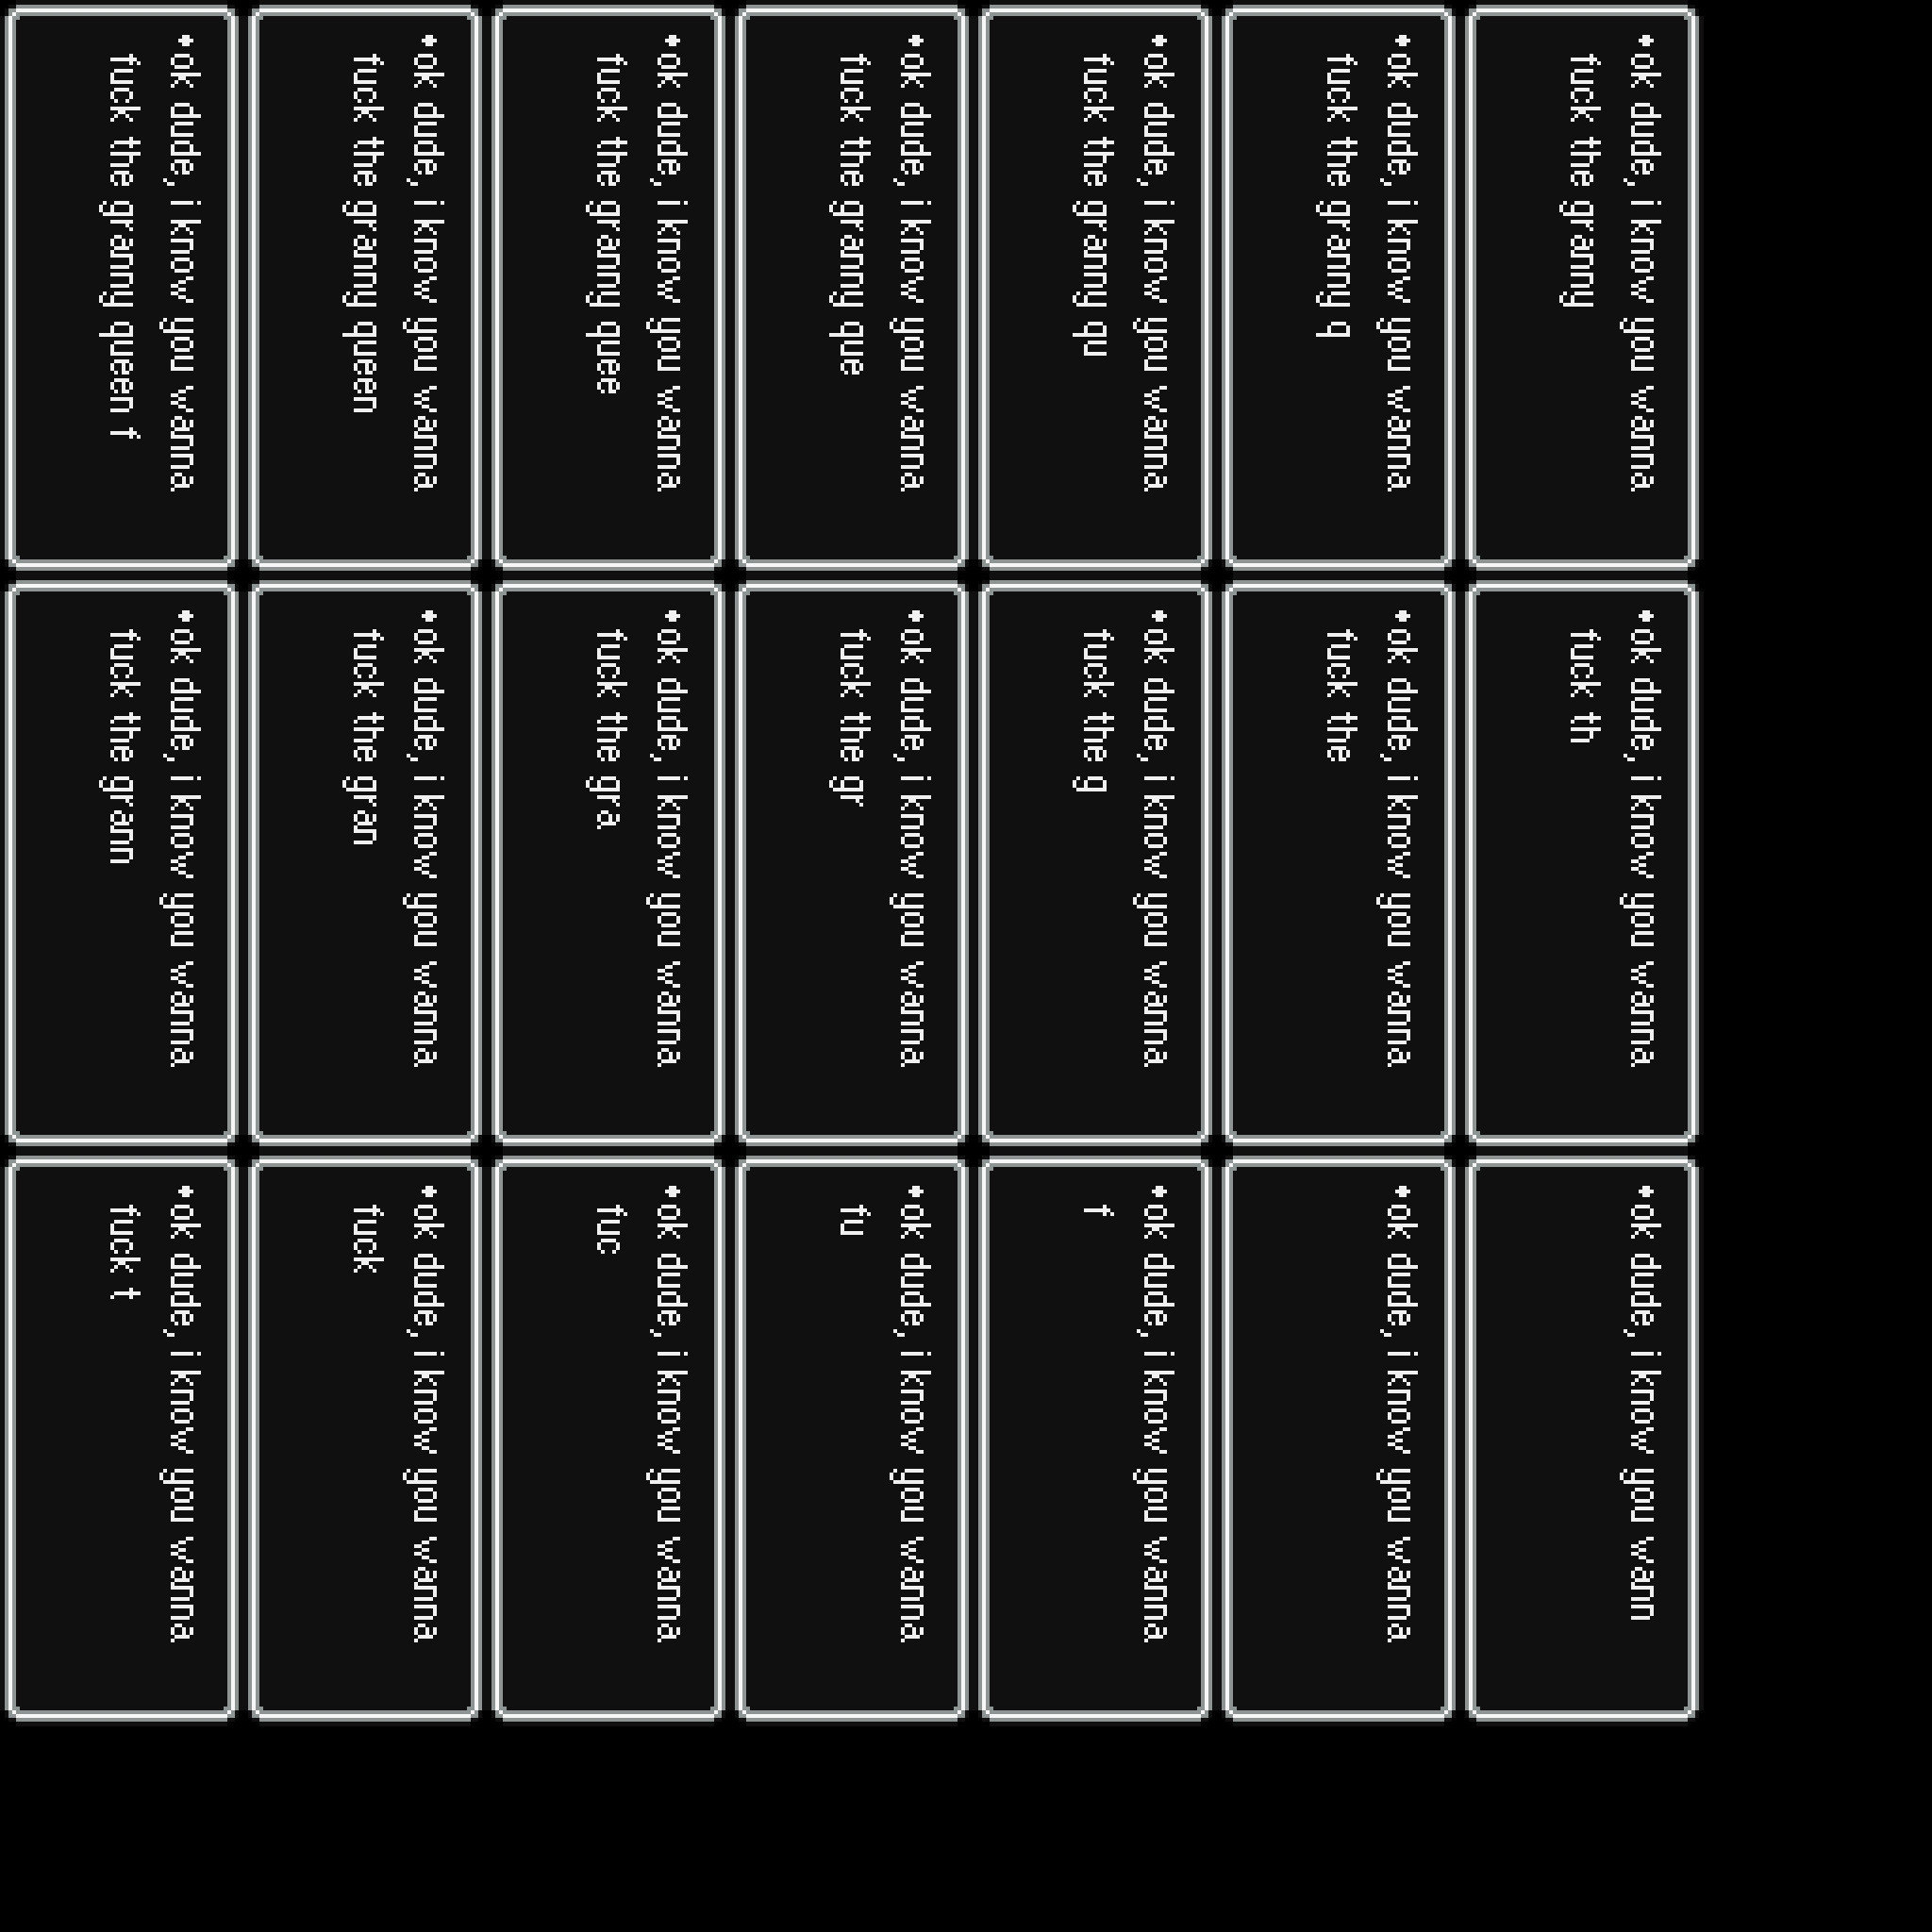 *ok dude, i know you wanna
fuck the granny
*ok dude, i know you wanna
fuck th
*ok dude, i know you wann
*ok dude, i know you wanna
fuck the granny q
*ok dude, i know you wanna
fuck the
*ok dude, i know you wanna
*ok dude, i know you wanna
fuck the granny qu
*ok dude, i know you wanna
fuck the g
*ok dude, i know you wanna
f
*ok dude, i know you wanna
fuck the granny que
*ok dude, i know you wanna
fuck the gr
*ok dude, i know you wanna
fu
*ok dude, i know you wanna
fuck the granny quee
*ok dude, i know you wanna
fuck the gra
*ok dude, i know you wanna
fuc
*ok dude, i know you wanna
fuck the granny queen
*ok dude, i know you wanna
fuck the gran
*ok dude, i know you wanna
fuck
*ok dude, i know you wanna
fuck the granny queen f
*ok dude, i know you wanna
fuck the grann
*ok dude, i know you wanna
fuck t